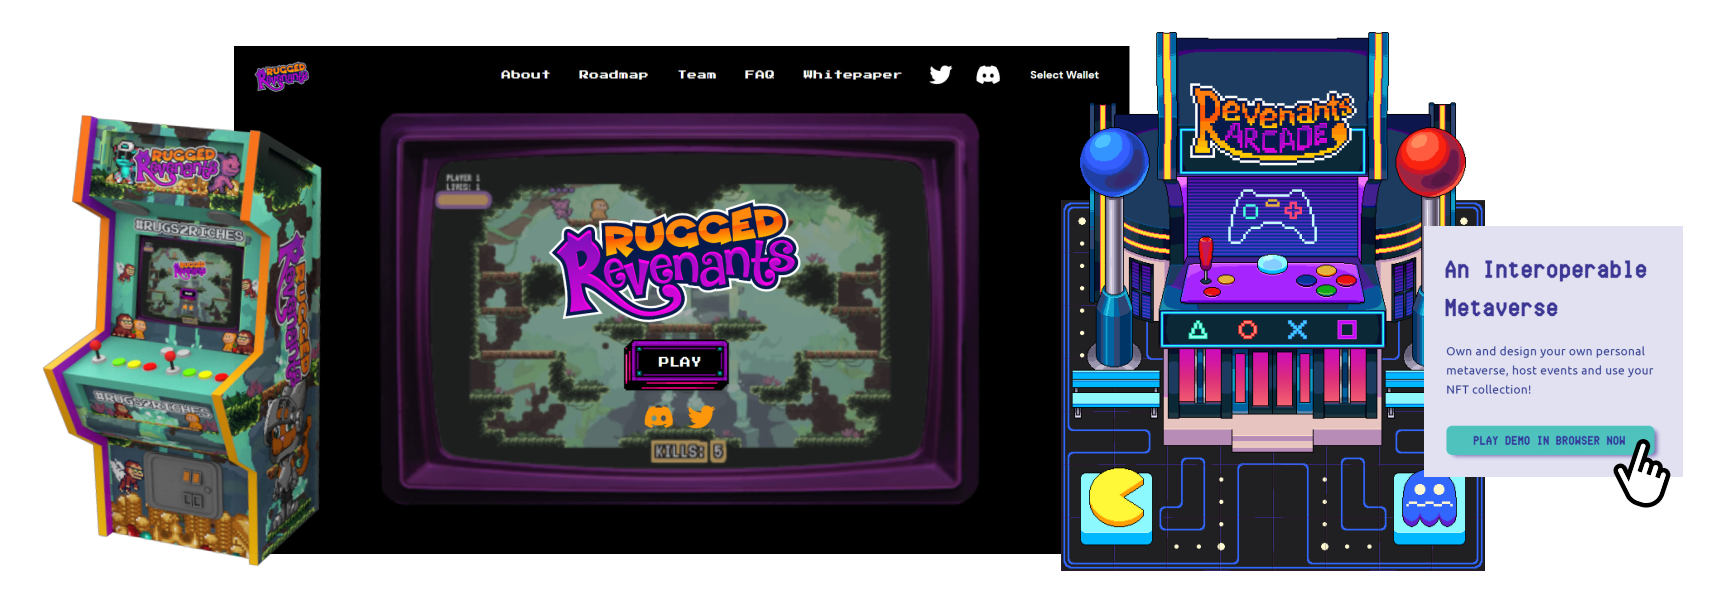 RUGGED
Revenants
About
Roadmap
Team
FAQ
Whitepaper
Select Wallet
RUGGED
Revenants
#RUGS2RICHES
#RUGS2RICHES
RUGGED
Revenants
PLAYER 1
LIVES: 1
RUGGED
Revenants
PLAY
KILLS: 5
Revenants
ARCADE
An Interoperable
Metaverse
Own and design your own personal
metaverse, host events and use your
NFT collection!
PLAY DEMO IN BROWSER NOW